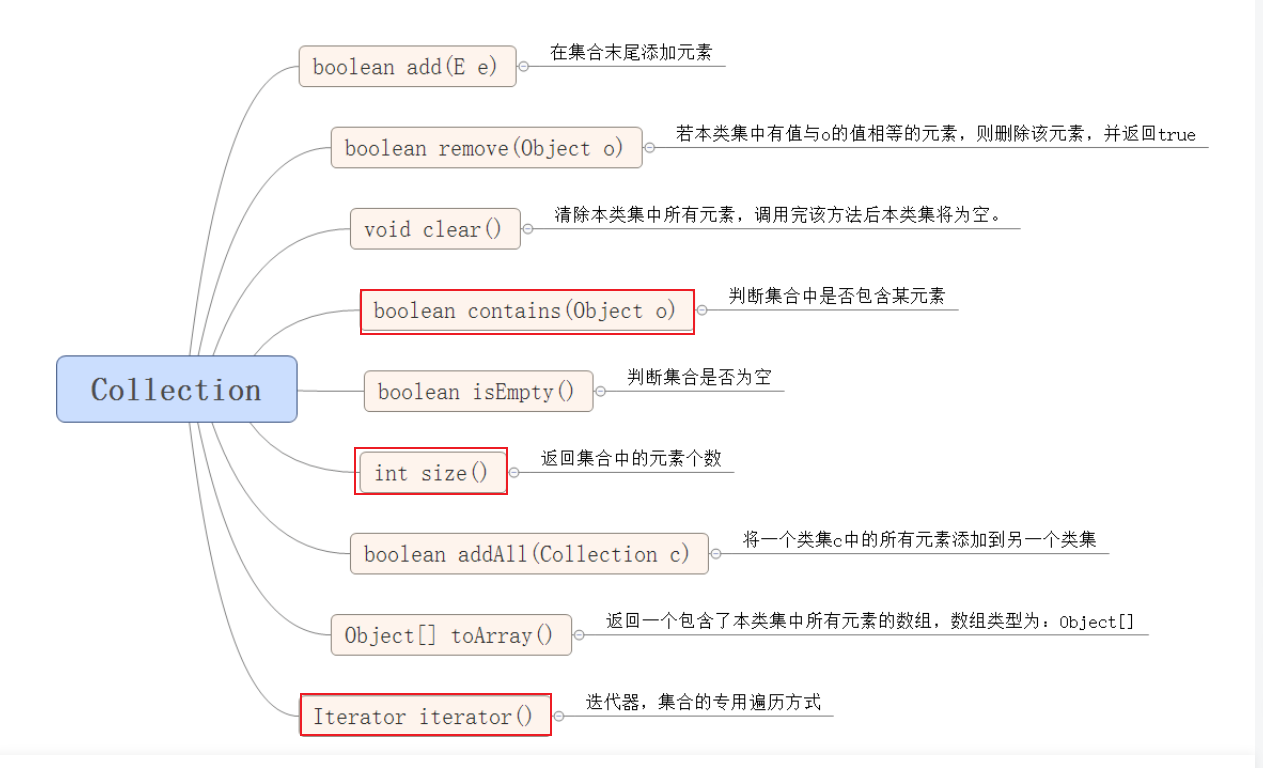 boolean add(E e)
在集合末尾添加元素
boolean remove(Object o)
若本类集中有值与o的值相等的元素，则删除该元素，并返回true
void clear()
清除本类集中所有元素，调用完该方法后本类集将为空。
boolean contains(Object o)
判断集合中是否包含某元素
Collection
boolean isEmpty()
判断集合是否为空
int size()
返回集合中的元素个数
boolean addAll(Collection c)
将一个类集c中的所有元素添加到另一个类集
Object[] toArray()
返回一个包含了本类集中所有元素的数组，数组类型为：Object[]
Iterator iterator()
迭代器，集合的专用遍历方式